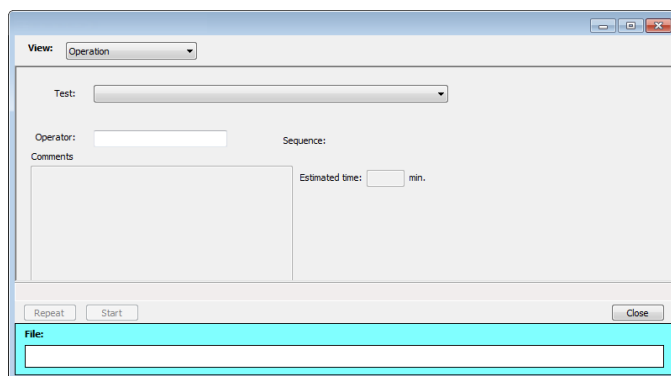 View: Operation
Test:
Operator:
Sequence:
Comments
Estimated time: min.
Repeat Start Close
File: